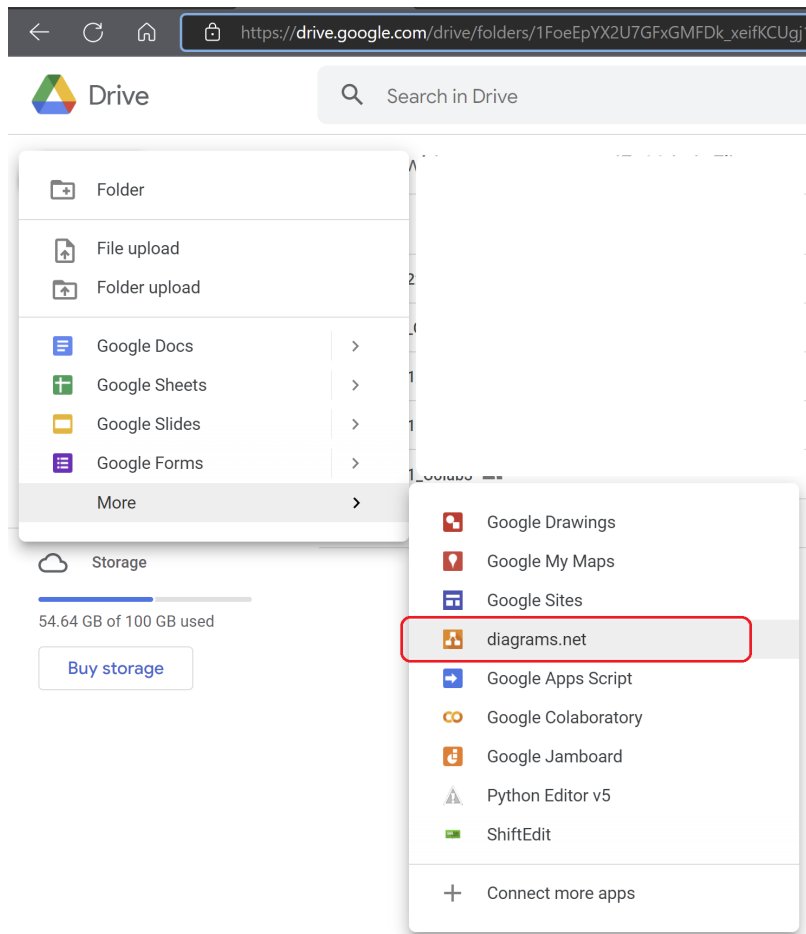 https://drive.google.com/drive/folders/1FoeEpYX2U7GFxGMFDk_xeifKCUgj
Drive
Search in Drive
Folder
File upload
Folder upload
Google Docs
Google Sheets
Google Slides
Google Forms
More
Storage
54.64 GB of 100 GB used
Buy storage
Google Drawings
Google My Maps
Google Sites
diagrams.net
Google Apps Script
Google Colaboratory
Google Jamboard
Python Editor v5
ShiftEdit
Connect more apps